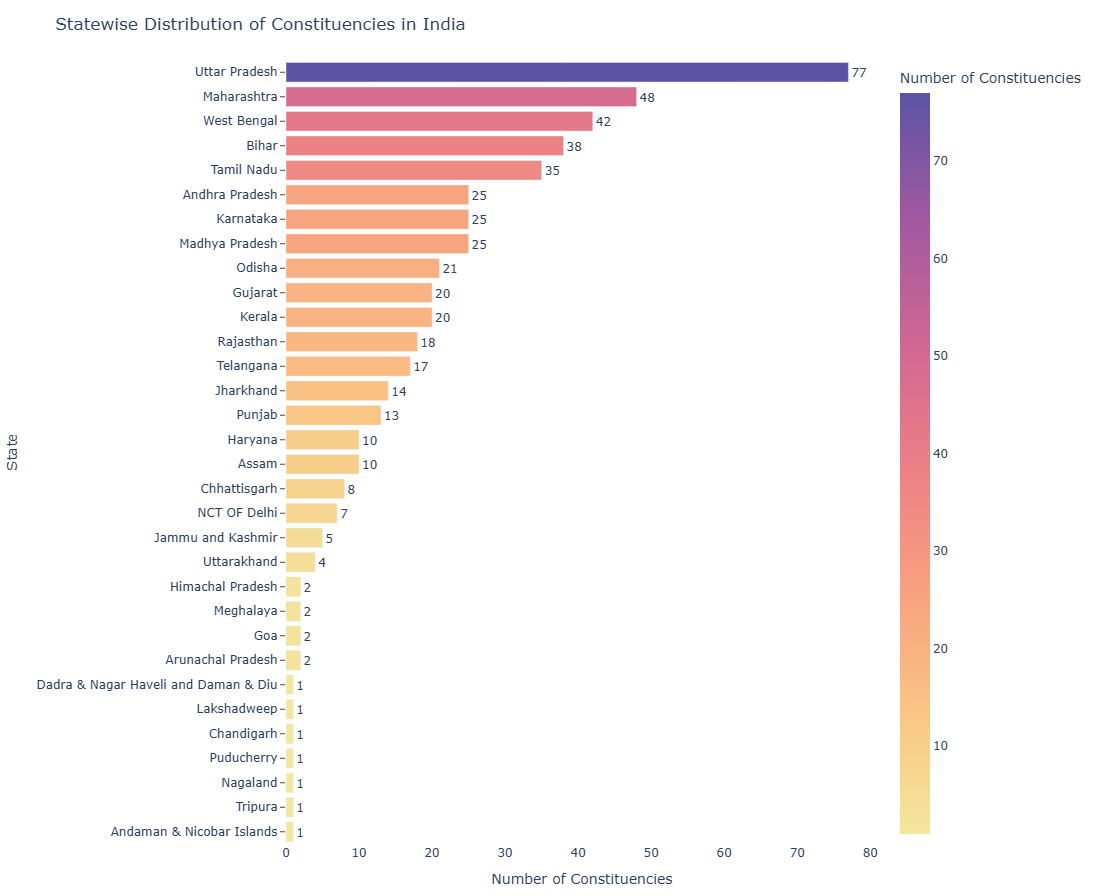 Statewise Distribution of Constituencies in India
Number of Constituencies
Uttar Pradesh 77
Maharashtra 48
West Bengal 42
Bihar 38
Tamil Nadu 35
Andhra Pradesh 25
Karnataka 25
Madhya Pradesh 25
Odisha 21
Gujarat 20
Kerala 20
Rajasthan 18
Telangana 17
Jharkhand 14
Punjab 13
Haryana 10
Assam 10
Chhattisgarh 8
NCT OF Delhi 7
Jammu and Kashmir 5
Uttarakhand 4
Himachal Pradesh 2
Meghalaya 2
Goa 2
Arunachal Pradesh 2
Dadra & Nagar Haveli and Daman & Diu 1
Lakshadweep 1
Chandigarh 1
Puducherry 1
Nagaland 1
Tripura 1
Andaman & Nicobar Islands 1
State
0 10 20 30 40 50 60 70 80
Number of Constituencies
70
60
50
40
30
20
10